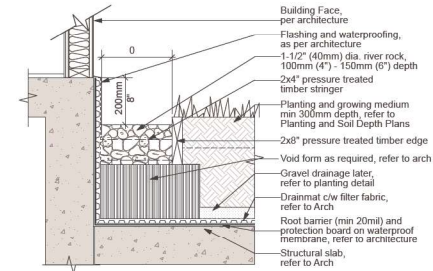 Building Face,
per architecture
Flashing and waterproofing,
as per architecture
1-1/2" (40mm) dia. river rock,
100mm (4") - 150mm (6") depth
2x4" pressure treated
timber stringer
Planting and growing medium
min 300mm depth, refer to
Planting and Soil Depth Plans
2x8" pressure treated timber edge
Void form as required, refer to arch
Gravel drainage later,
refer to planting detail
Drainmat c/w filter fabric,
refer to Arch
Root barrier (min 20mil) and
protection board on waterproof
membrane, refer to architecture
Structural slab,
refer to Arch
0
200mm
8"